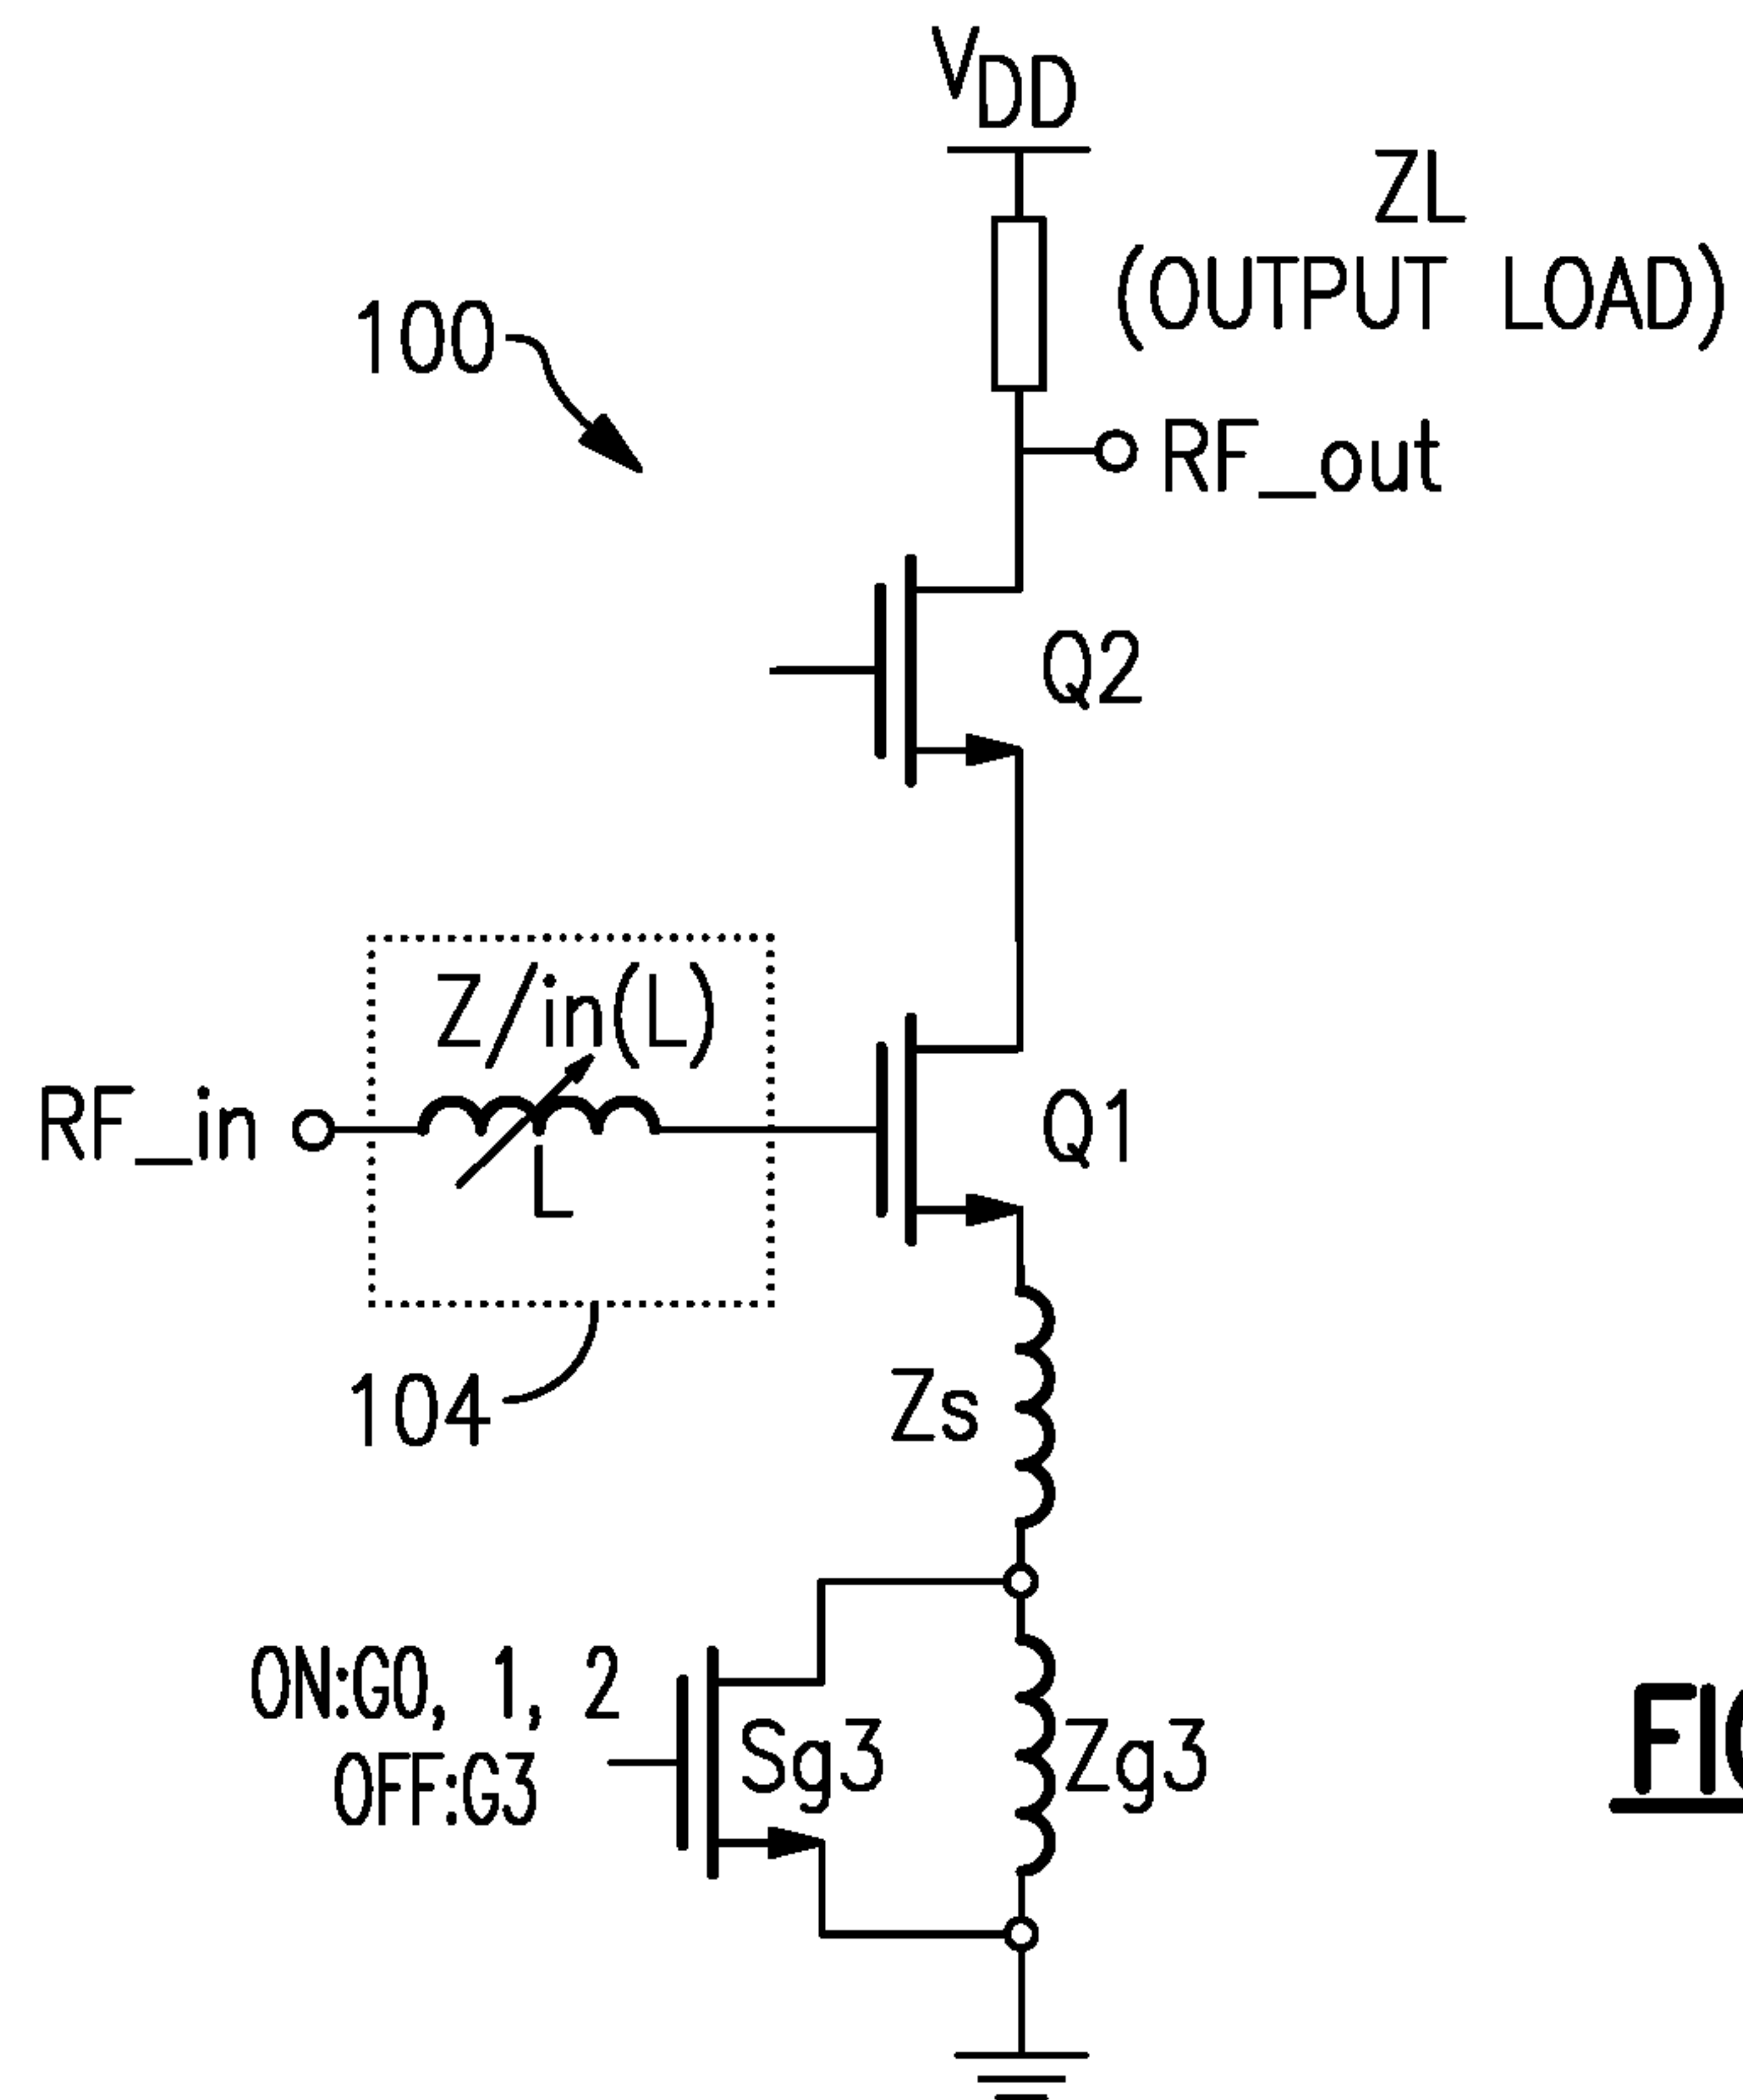 VDD
ZL
(OUTPUT LOAD)
100
RF_out
Q2
Z/in(L)
RF_in
L
Q1
104
Zs
ON:G0, 1, 2
OFF:G3
Sg3
Zg3